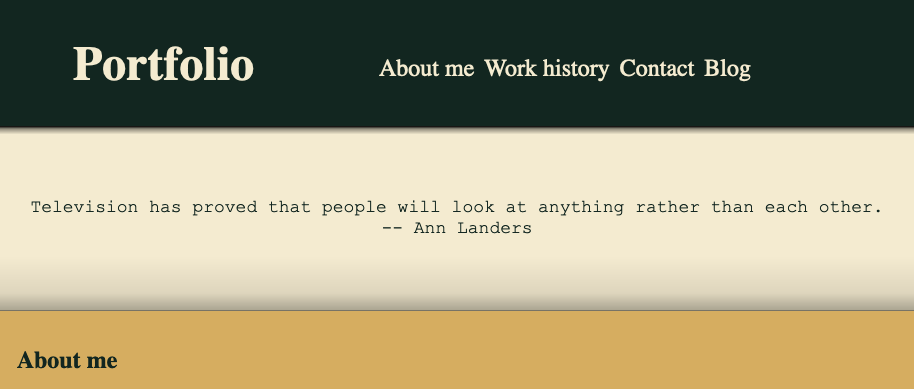 Portfolio
About me Work history Contact Blog
Television has proved that people will look at anything rather than each other.
-- Ann Landers
About me